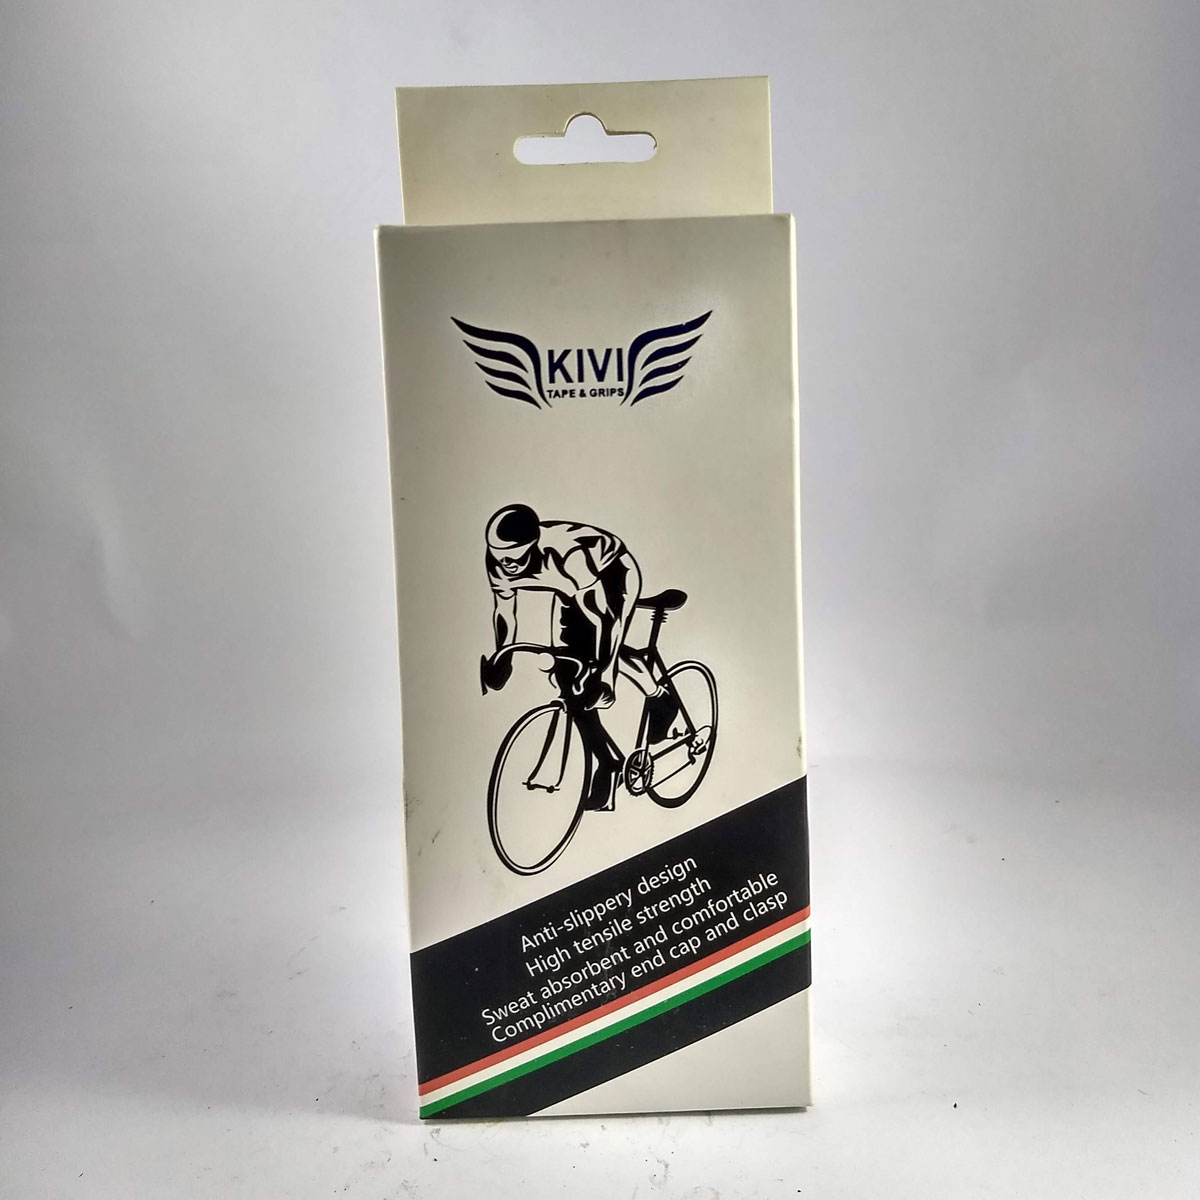 KIVI
TAPE & GRIPS
Anti-slippery design
High tensile strength
Sweat absorbent and comfortable
Complimentary end cap and clasp